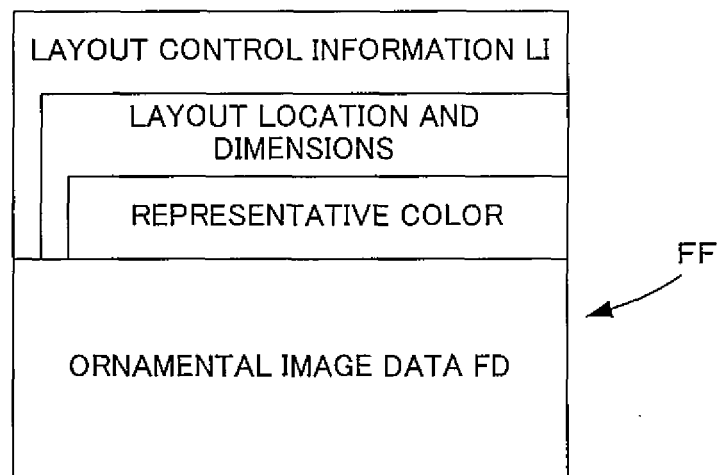 LAYOUT CONTROL INFORMATION LI
LAYOUT LOCATION AND
DIMENSIONS
REPRESENTATIVE COLOR
FF
ORNAMENTAL IMAGE DATA FD